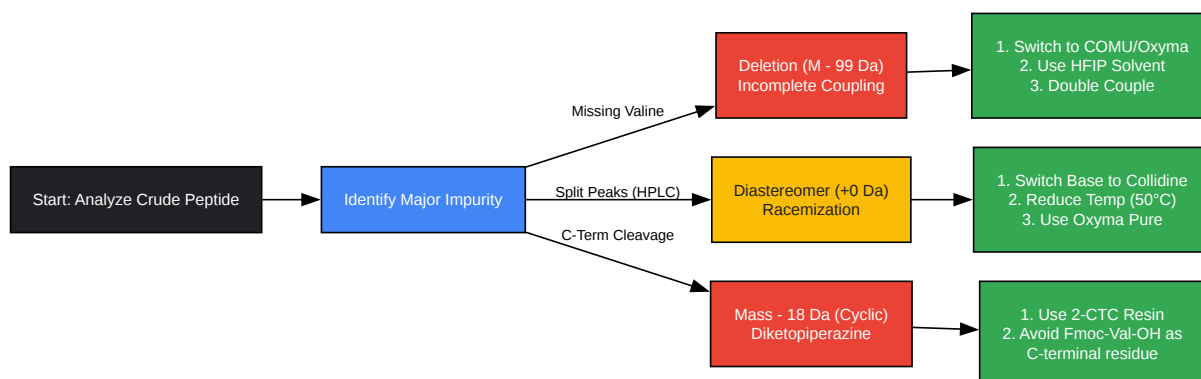 Start: Analyze Crude Peptide
Identify Major Impurity
Missing Valine
Split Peaks (HPLC)
C-Term Cleavage
Deletion (M - 99 Da)
Incomplete Coupling
Diastereomer (+0 Da)
Racemization
Mass - 18 Da (Cyclic)
Diketopiperazine
1. Switch to COMU/Oxyma
2. Use HFIP Solvent
3. Double Couple
1. Switch Base to Collidine
2. Reduce Temp (50°C)
3. Use Oxyma Pure
1. Use 2-CTC Resin
2. Avoid Fmoc-Val-OH as
C-terminal residue